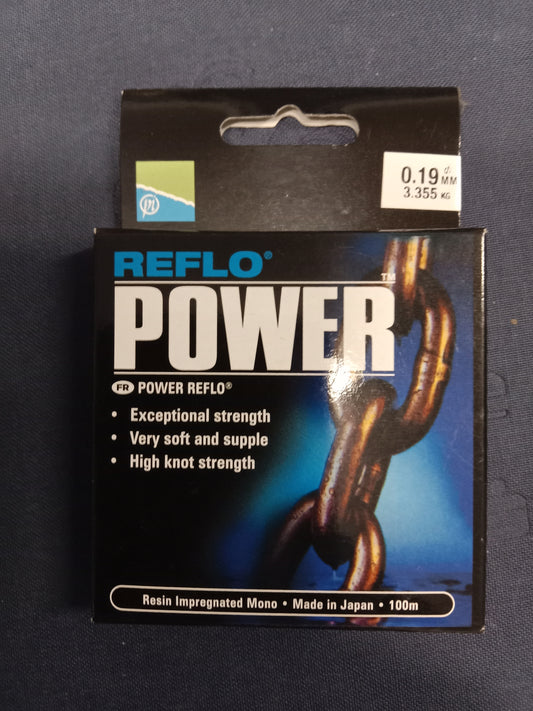 0.19 MM
3.355 KG
REFLO®
POWER™
FR POWER REFLO®
• Exceptional strength
• Very soft and supple
• High knot strength
Resin Impregnated Mono • Made in Japan • 100m